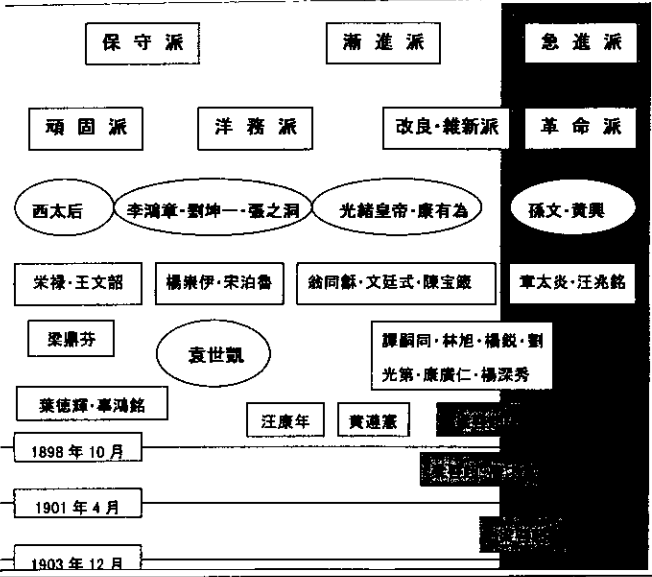 保守派 漸進派 急進派
頑固派 洋務派 改良・維新派 革命派
西太后 李鴻章・劉坤一・張之洞 光緒皇帝・康有為 孫文・黄興
栄禄・王文韶 楊崇伊・宋泊魯 翁同龢・文廷式・陳宝箴 章太炎・汪兆銘
梁鼎芬 袁世凱 譚嗣同・林旭・楊鋭・劉
光第・康廣仁・楊深秀
葉徳輝・辜鴻銘 汪康年 黄遵憲
1898年10月
1901年4月
1903年12月